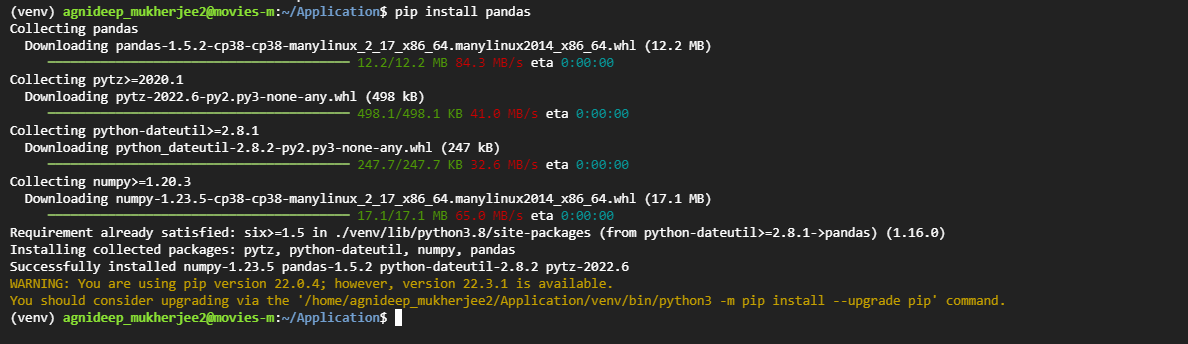 (venv) agnideep_mukherjee2@movies-m:~/Application$ pip install pandas
Collecting pandas
Downloading pandas-1.5.2-cp38-cp38-manylinux_2_17_x86_64.manylinux2014_x86_64.whl (12.2 MB)
12.2/12.2 MB 84.3 MB/s eta 0:00:00
Collecting pytz>=2020.1
Downloading pytz-2022.6-py2.py3-none-any.whl (498 kB)
498.1/498.1 KB 41.0 MB/s eta 0:00:00
Collecting python-dateutil>=2.8.1
Downloading python_dateutil-2.8.2-py2.py3-none-any.whl (247 kB)
247.7/247.7 KB 32.6 MB/s eta 0:00:00
Collecting numpy>=1.20.3
Downloading numpy-1.23.5-cp38-cp38-manylinux_2_17_x86_64.manylinux2014_x86_64.whl (17.1 MB)
17.1/17.1 MB 65.0 MB/s eta 0:00:00
Requirement already satisfied: six>=1.5 in ./venv/lib/python3.8/site-packages (from python-dateutil>=2.8.1->pandas) (1.16.0)
Installing collected packages: pytz, python-dateutil, numpy, pandas
Successfully installed numpy-1.23.5 pandas-1.5.2 python-dateutil-2.8.2 pytz-2022.6
WARNING: You are using pip version 22.0.4; however, version 22.3.1 is available.
You should consider upgrading via the '/home/agnideep_mukherjee2/Application/venv/bin/python3 -m pip install --upgrade pip' command.
(venv) agnideep_mukherjee2@movies-m:~/Application$